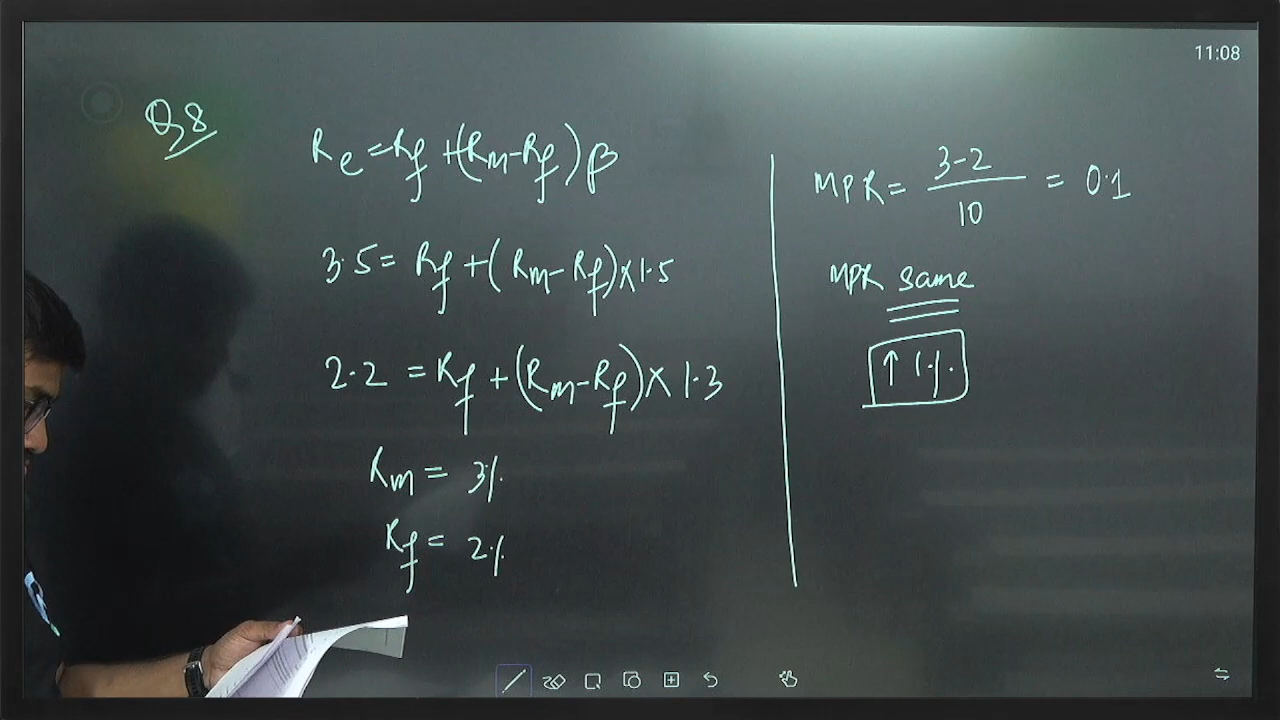 11:08
Q8
Re = Rf + (Rm - Rf) β
3.5 = Rf + (Rm - Rf) × 1.5
2.2 = Rf + (Rm - Rf) × 1.3
Rm = 3%
Rf = 2%
MPR = 3-2 / 10 = 0.1
MPR same
↑ 1%